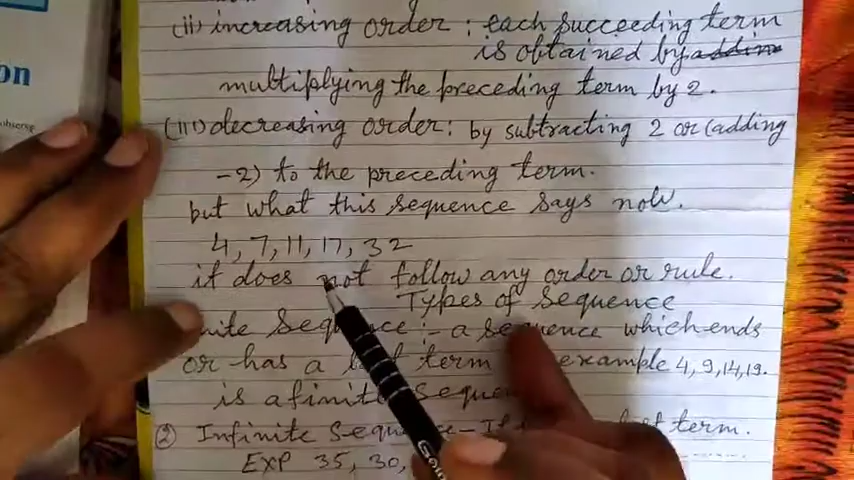 (ii) increasing order : each succeeding term
is obtained by
multiplying the preceding term by 2.
(iii) decreasing order : by subtracting 2 or (adding
-2) to the preceding term.
but what this sequence says now.
4, 7, 11, 17, 32
it does not follow any order or rule.
Types of Sequence
Sequence :- a sequence which ends
or has a term example 4, 9, 14, 19.
is a finite
② Infinite term.
EXP 35, 30,
on